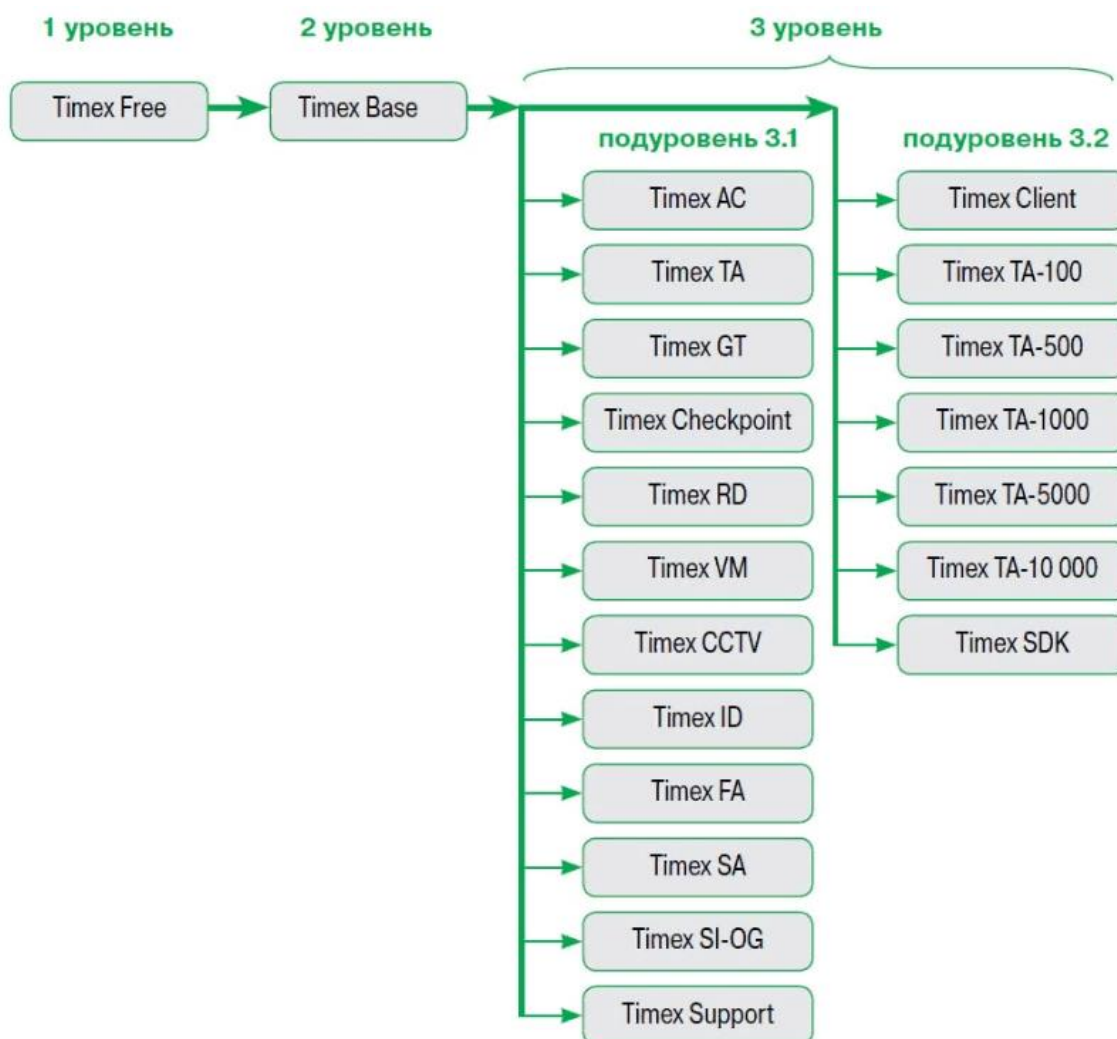 1 уровень
2 уровень
3 уровень
Timex Free
Timex Base
подуровень 3.1
подуровень 3.2
Timex AC
Timex Client
Timex TA
Timex TA-100
Timex GT
Timex TA-500
Timex Checkpoint
Timex TA-1000
Timex RD
Timex TA-5000
Timex VM
Timex TA-10 000
Timex CCTV
Timex SDK
Timex ID
Timex FA
Timex SA
Timex SI-OG
Timex Support